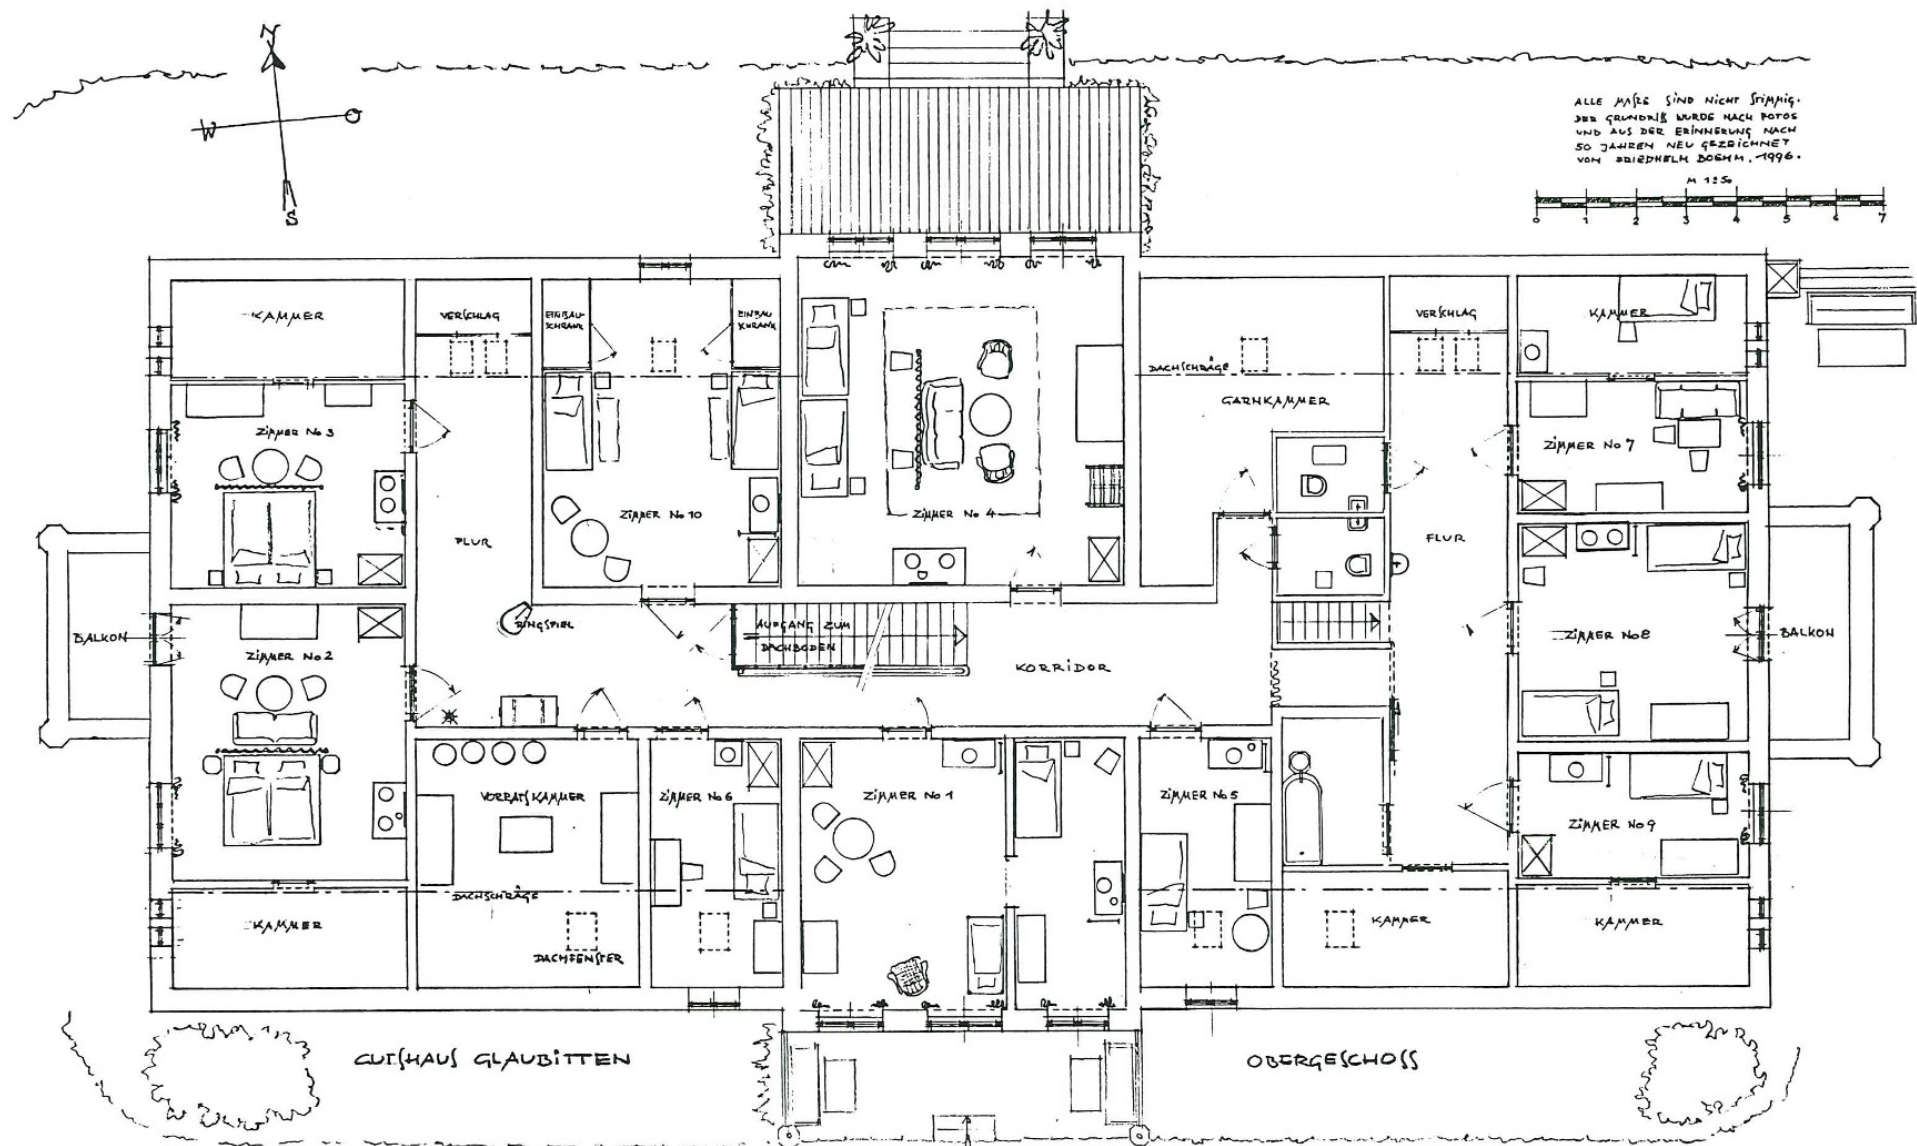 N
W
O
S
ALLE MAſZE SIND NICHT STIMMIG.
DER GRUNDRIß WURDE NACH FOTOS
UND AUS DER ERINNERUNG NACH
50 JAHREN NEU GEZEICHNET
VON FRIEDHELM BOEHM, 1996.
M 1:50
0 1 2 3 4 5 6 7
KAMMER
VERSCHLAG
EINBAU-
SCHRANK
EINBAU
SCHRANK
VERSCHLAG
KAMMER
DACHSCHRÄGE
GARNKAMMER
ZIMMER No 3
ZIMMER No 10
ZIMMER No 4
ZIMMER No 7
FLUR
FLUR
BALKON
RINGSPIEL
AUFGANG ZUM
DACHBODEN
ZIMMER No 8
BALKON
ZIMMER No 2
KORRIDOR
VORRATSKAMMER
ZIMMER No 6
ZIMMER No 1
ZIMMER No 5
ZIMMER No 9
DACHSCHRÄGE
KAMMER
DACHFENSTER
KAMMER
KAMMER
GUTSHAUS GLAUBITTEN
OBERGESCHOSS